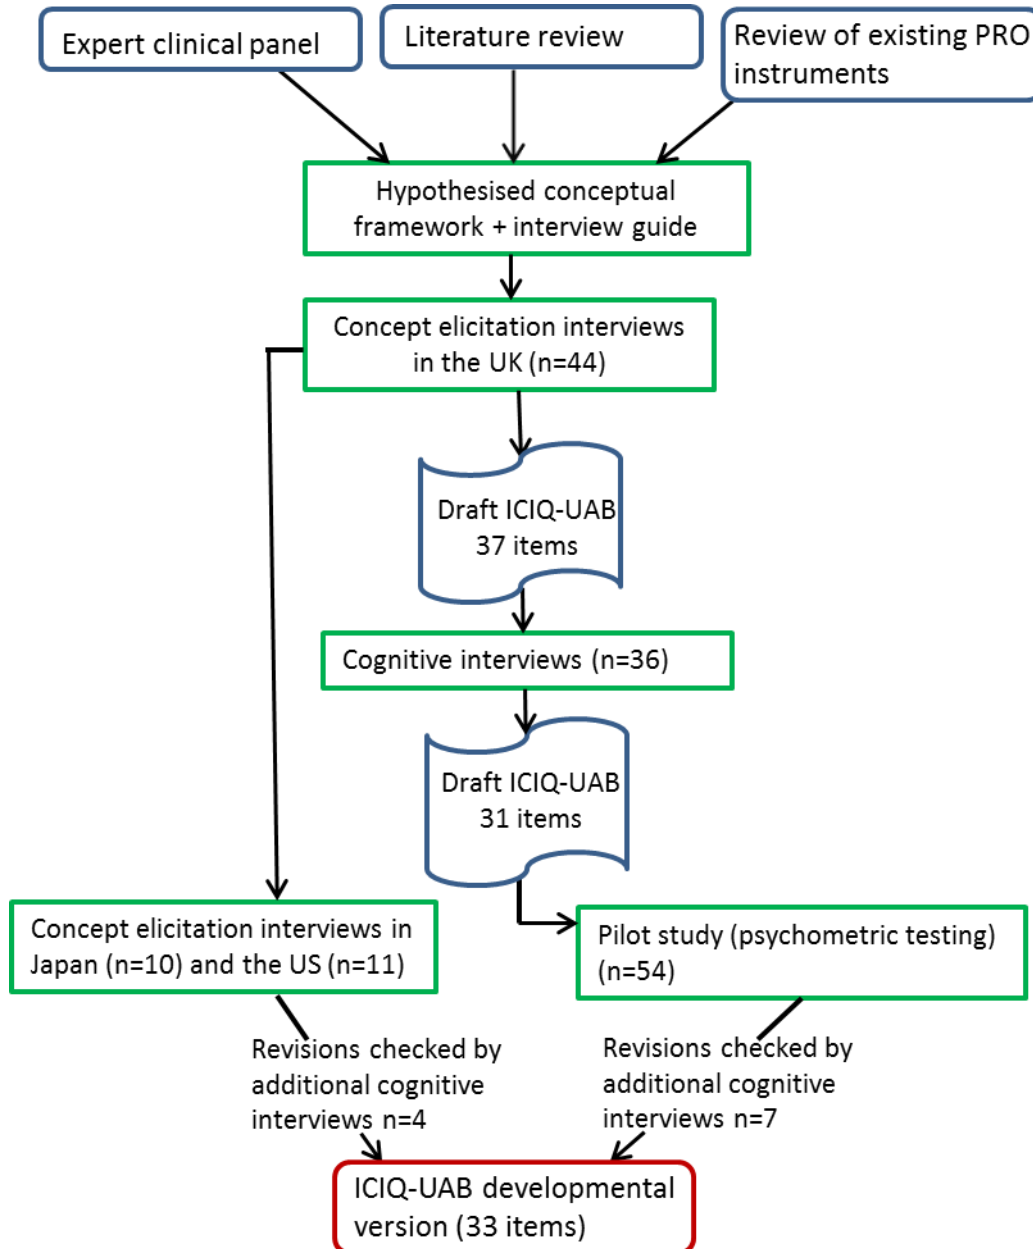 Expert clinical panel
Literature review
Review of existing PRO
instruments
Hypothesised conceptual
framework + interview guide
Concept elicitation interviews
in the UK (n=44)
Draft ICIQ-UAB
37 items
Cognitive interviews (n=36)
Draft ICIQ-UAB
31 items
Concept elicitation interviews in
Japan (n=10) and the US (n=11)
Pilot study (psychometric testing)
(n=54)
Revisions checked by
additional cognitive
interviews n=4
Revisions checked by
additional cognitive
interviews n=7
ICIQ-UAB developmental
version (33 items)